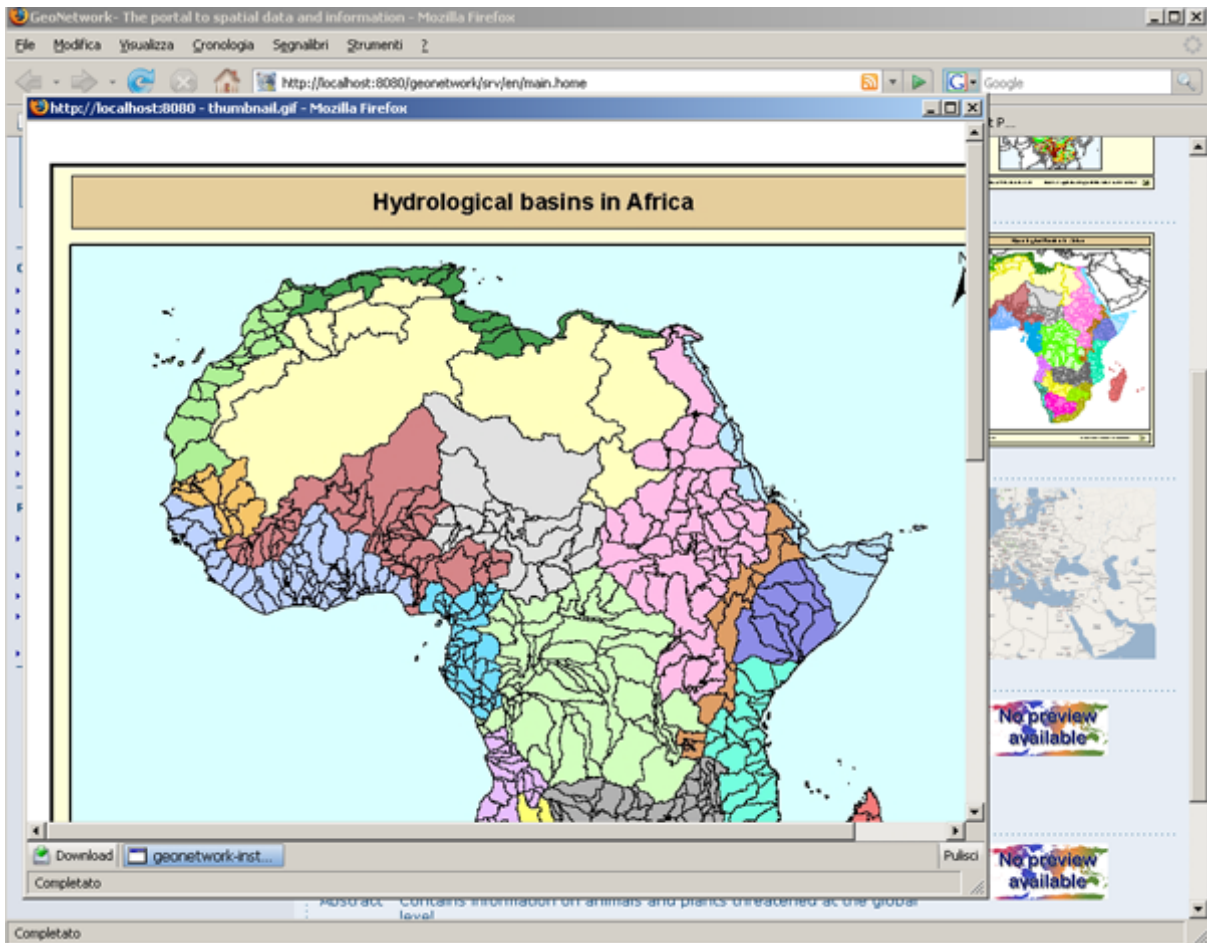 GeoNetwork- The portal to spatial data and information - Mozilla Firefox
File Modifica Visualizza Cronologia Segnalibri Strumenti ?
http://localhost:8080/geonetwork/srv/en/main.home
Google
http://localhost:8080 - thumbnail.gif - Mozilla Firefox
t P...
Hydrological basins in Africa
N
No preview
available
Download
geonetwork-inst...
Pulisci
No preview
available
Completato
Abstract Contains information on animals and plants threatened at the global
level
Completato